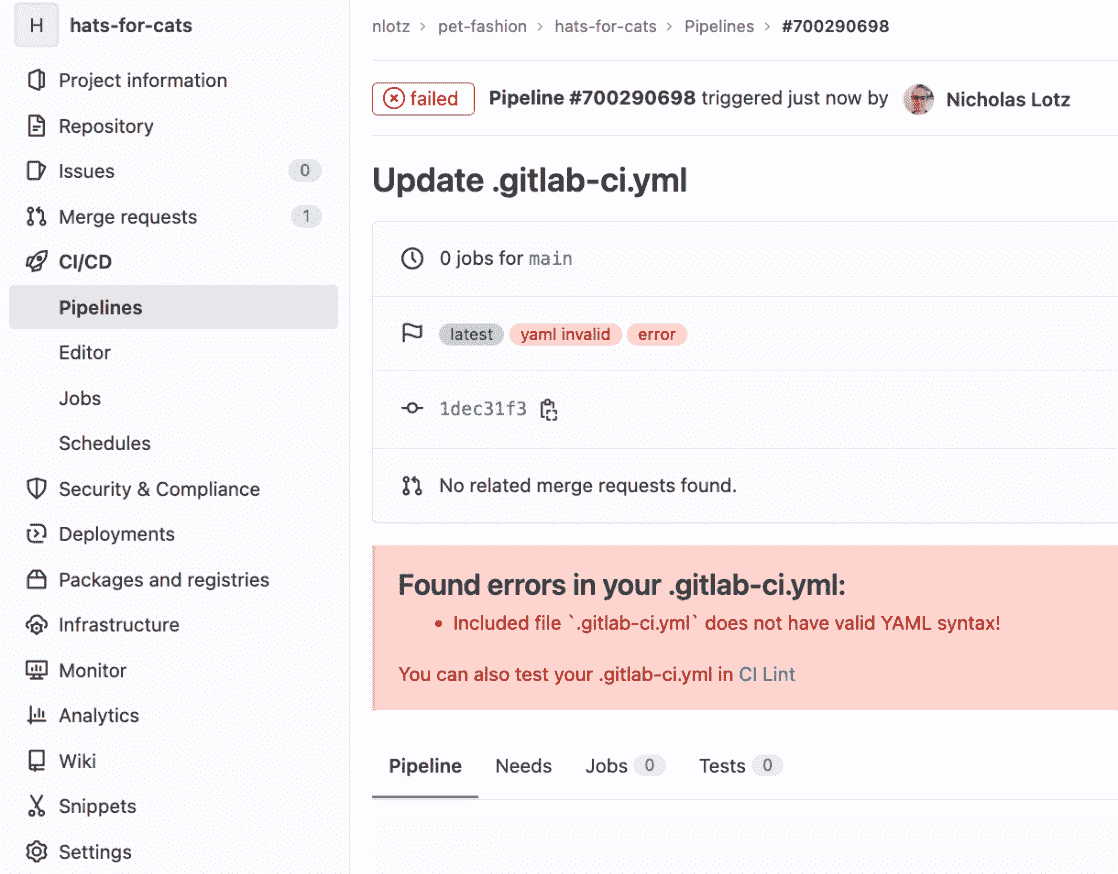 H hats-for-cats
Project information
Repository
Issues 0
Merge requests 1
CI/CD
Pipelines
Editor
Jobs
Schedules
Security & Compliance
Deployments
Packages and registries
Infrastructure
Monitor
Analytics
Wiki
Snippets
Settings
nlotz > pet-fashion > hats-for-cats > Pipelines > #700290698
failed Pipeline #700290698 triggered just now by Nicholas Lotz
Update .gitlab-ci.yml
0 jobs for main
latest yaml invalid error
1dec31f3
No related merge requests found.
Found errors in your .gitlab-ci.yml:
• Included file `.gitlab-ci.yml` does not have valid YAML syntax!
You can also test your .gitlab-ci.yml in CI Lint
Pipeline Needs Jobs 0 Tests 0